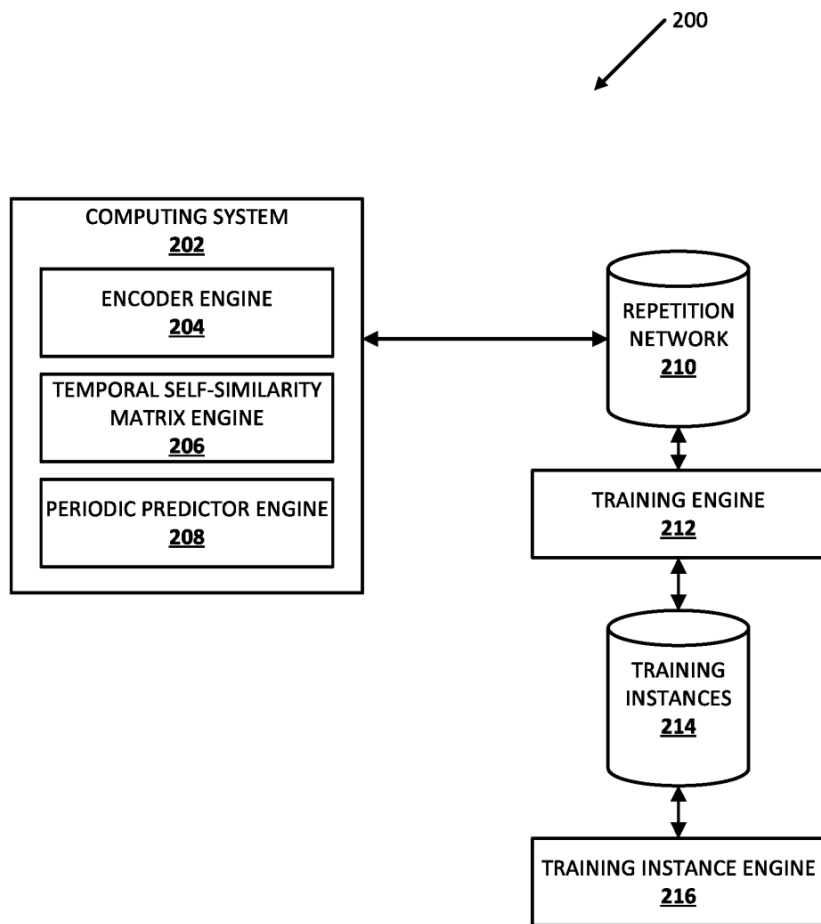 200
COMPUTING SYSTEM
202
ENCODER ENGINE
204
TEMPORAL SELF-SIMILARITY
MATRIX ENGINE
206
PERIODIC PREDICTOR ENGINE
208
REPETITION
NETWORK
210
TRAINING ENGINE
212
TRAINING
INSTANCES
214
TRAINING INSTANCE ENGINE
216